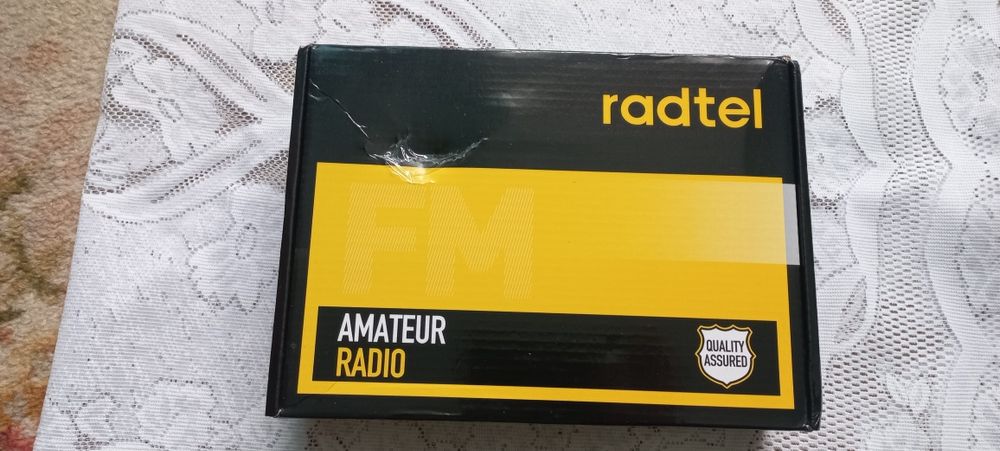 radtel
FM
AMATEUR
RADIO
QUALITY
ASSURED